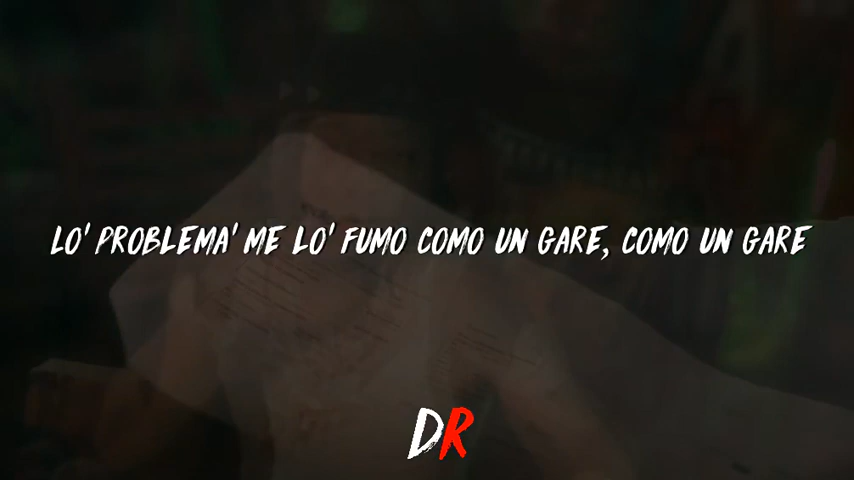 LO' PROBLEMA' ME LO' FUMO COMO UN GARE, COMO UN GARE
DR